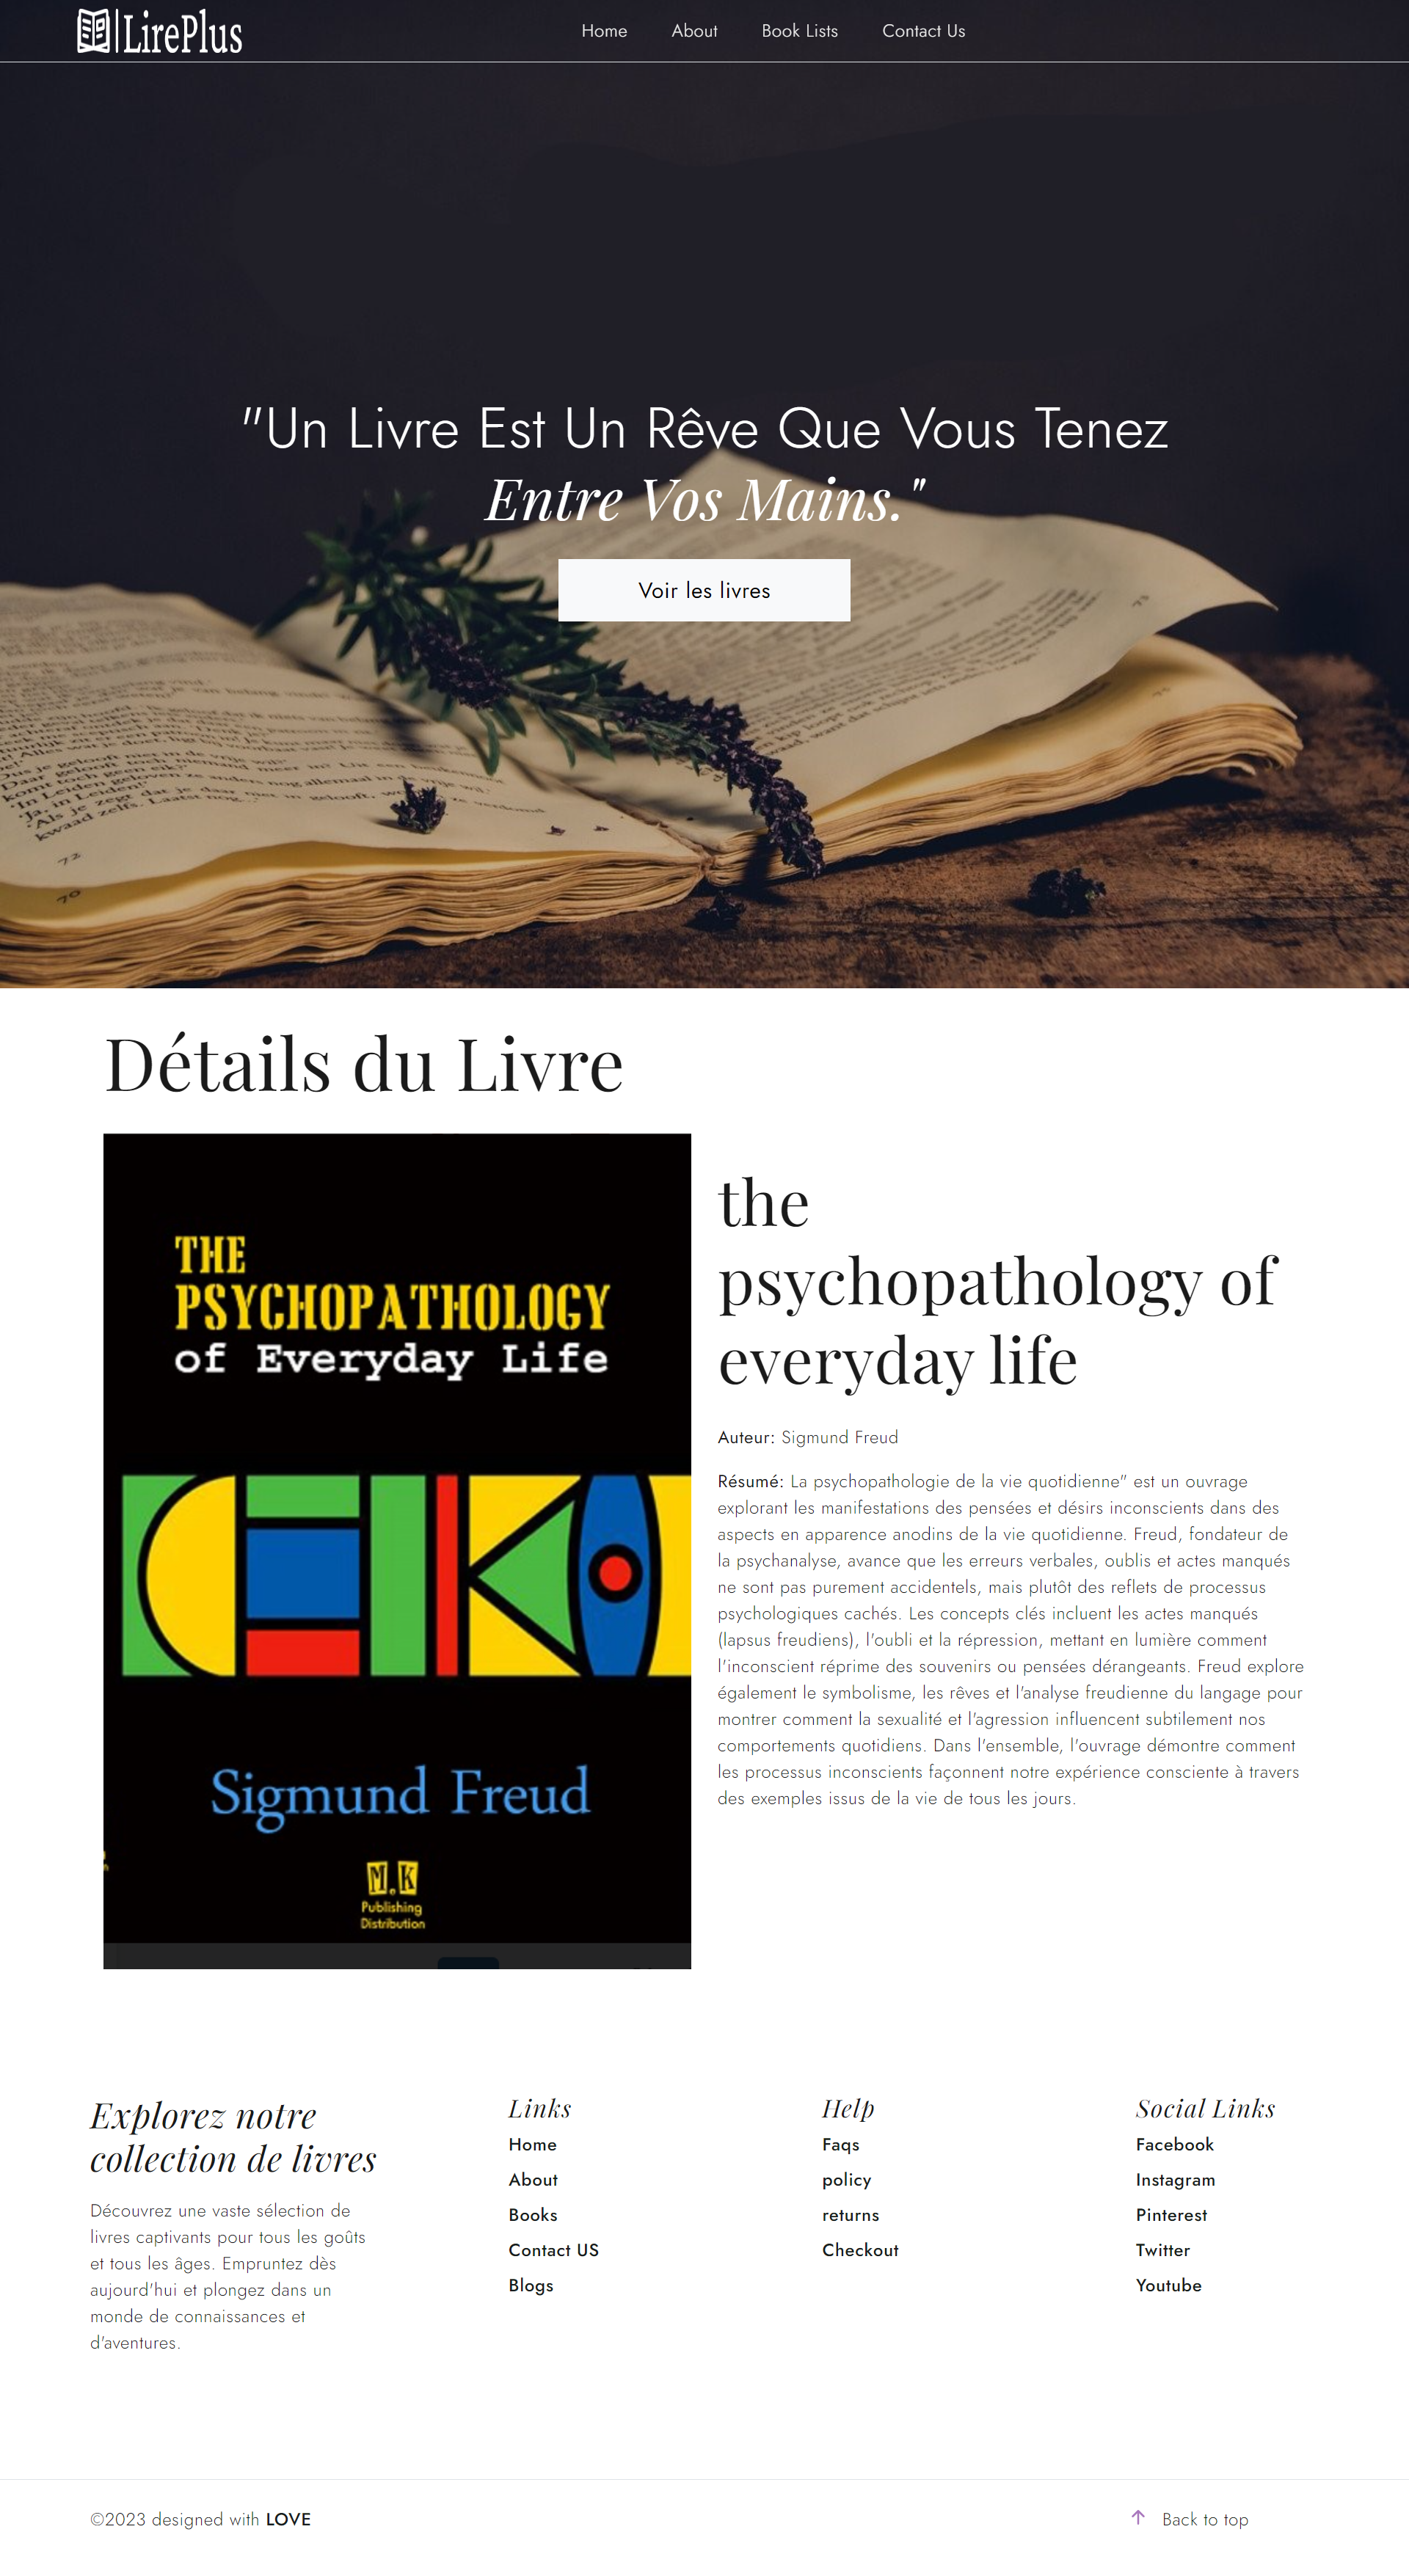 LirePlus
Home About Book Lists Contact Us
"Un Livre Est Un Rêve Que Vous Tenez
Entre Vos Mains."
Voir les livres
73
72
70
Détails du Livre
THE
PSYCHOPATHOLOGY
of Everyday Life
Sigmund Freud
M.K
Publishing
Distribution
the
psychopathology of
everyday life
Auteur: Sigmund Freud
Résumé: La psychopathologie de la vie quotidienne" est un ouvrage
explorant les manifestations des pensées et désirs inconscients dans des
aspects en apparence anodins de la vie quotidienne. Freud, fondateur de
la psychanalyse, avance que les erreurs verbales, oublis et actes manqués
ne sont pas purement accidentels, mais plutôt des reflets de processus
psychologiques cachés. Les concepts clés incluent les actes manqués
(lapsus freudiens), l'oubli et la répression, mettant en lumière comment
l'inconscient réprime des souvenirs ou pensées dérangeants. Freud explore
également le symbolisme, les rêves et l'analyse freudienne du langage pour
montrer comment la sexualité et l'agression influencent subtilement nos
comportements quotidiens. Dans l'ensemble, l'ouvrage démontre comment
les processus inconscients façonnent notre expérience consciente à travers
des exemples issus de la vie de tous les jours.
Explorez notre
collection de livres
Découvrez une vaste sélection de
livres captivants pour tous les goûts
et tous les âges. Empruntez dès
aujourd'hui et plongez dans un
monde de connaissances et
d'aventures.
Links
Home
About
Books
Contact US
Blogs
Help
Faqs
policy
returns
Checkout
Social Links
Facebook
Instagram
Pinterest
Twitter
Youtube
©2023 designed with LOVE
Back to top